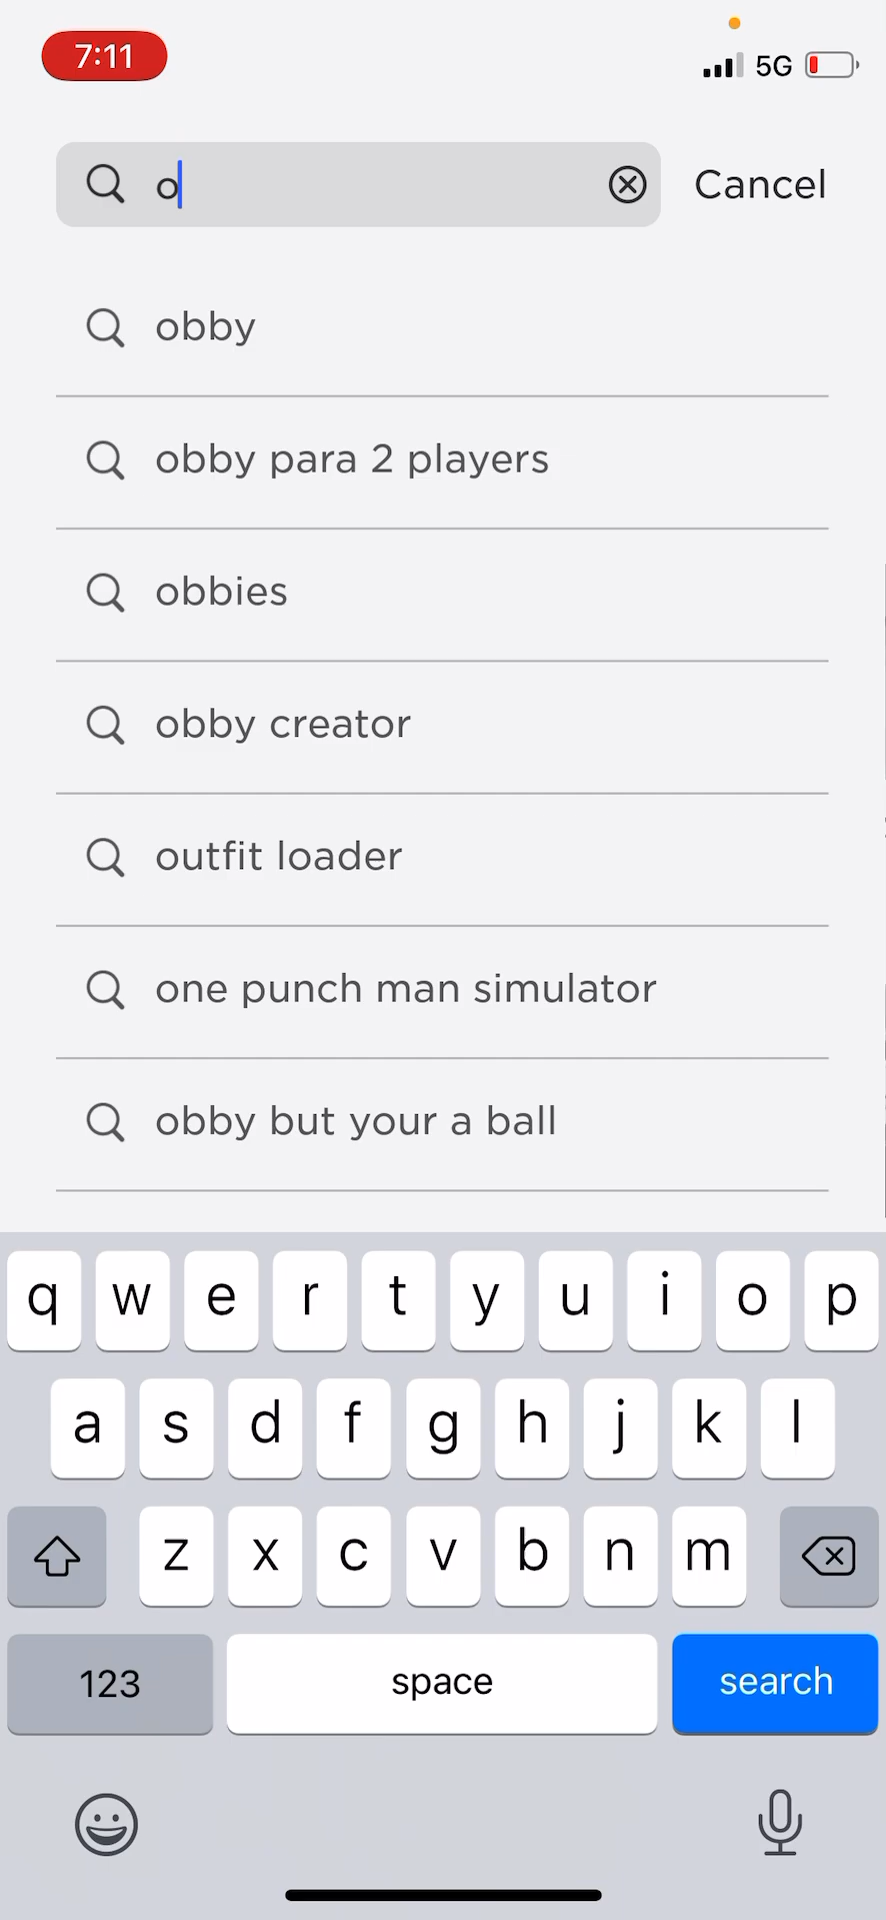 7:11
5G
o
Cancel
obby
obby para 2 players
obbies
obby creator
outfit loader
one punch man simulator
obby but your a ball
q w e r t y u i o p
a s d f g h j k l
z x c v b n m
123 space search